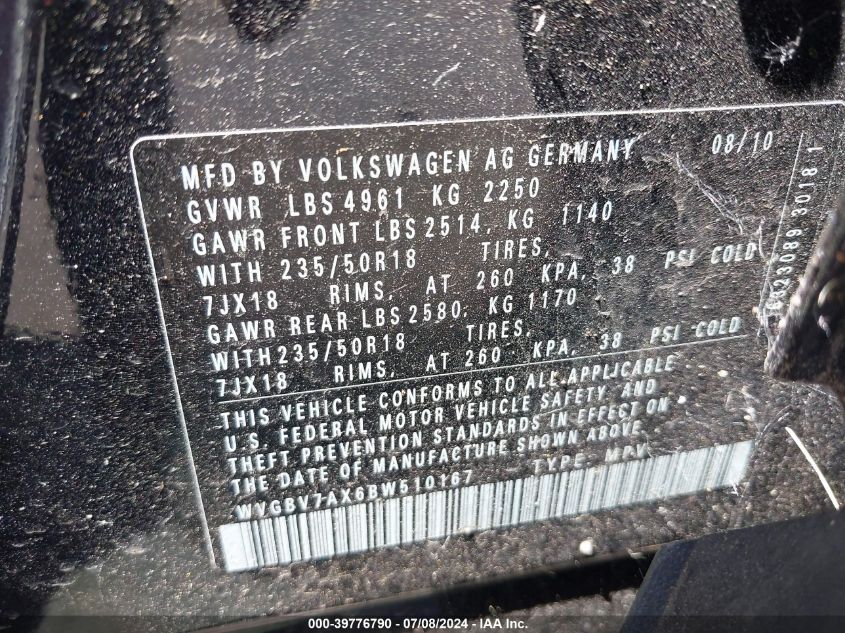 MFD BY VOLKSWAGEN AG GERMANY 08/10
GVWR LBS 4961 KG 2250
GAWR FRONT LBS 2514, KG 1140
WITH 235/50R18 TIRES,
7JX18 RIMS, AT 260 KPA, 38 PSI COLD
GAWR REAR LBS 2580, KG 1170
WITH 235/50R18 TIRES,
7JX18 RIMS, AT 260 KPA, 38 PSI COLD
THIS VEHICLE CONFORMS TO ALL APPLICABLE
U.S. FEDERAL MOTOR VEHICLE SAFETY, AND
THEFT PREVENTION STANDARDS IN EFFECT ON
THE DATE OF MANUFACTURE SHOWN ABOVE.
WVGBV7AX6BW510167 TYPE: MPV
3018 1
000-39776790 - 07/08/2024 - IAA Inc.